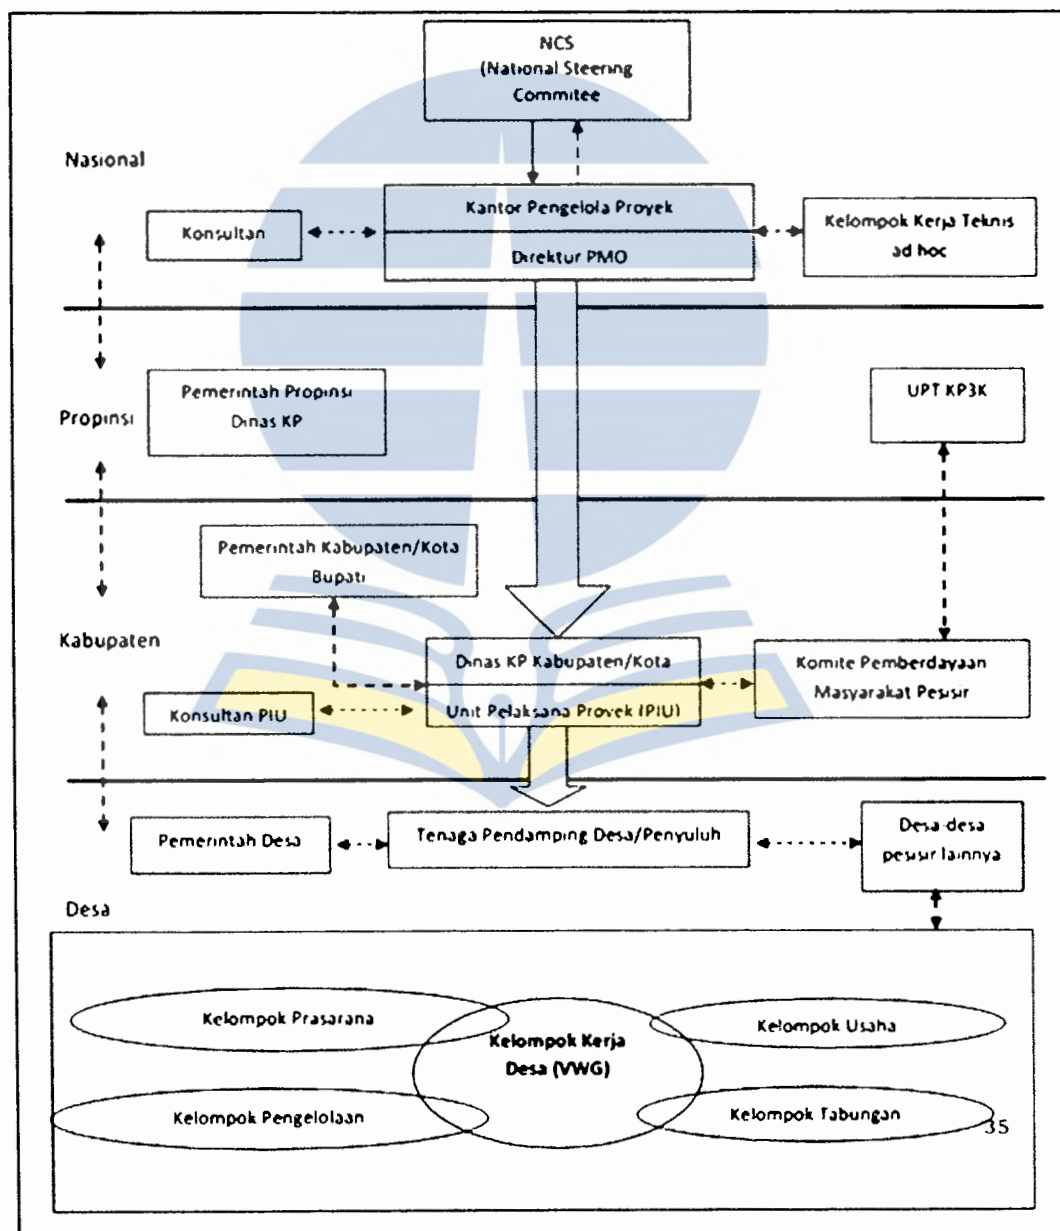 NCS
(National Steering
Commitee
Nasional
Kantor Pengelola Proyek
Konsultan
Direktur PMO
Kelompok Kerja Teknis
ad hoc
Pemerintah Propinsi
Dinas KP
UPT KP3K
Propinsi
Pemerintah Kabupaten/Kota
Bupati
Kabupaten
Dinas KP Kabupaten/Kota
Komite Pemberdayaan
Masyarakat Pesisir
Konsultan PIU
Unit Pelaksana Proyek (PIU)
Pemerintah Desa
Tenaga Pendamping Desa/Penyuluh
Desa-desa
pesisir lainnya
Desa
Kelompok Prasarana
Kelompok Usaha
Kelompok Kerja
Desa (VWG)
Kelompok Pengelolaan
Kelompok Tabungan
35